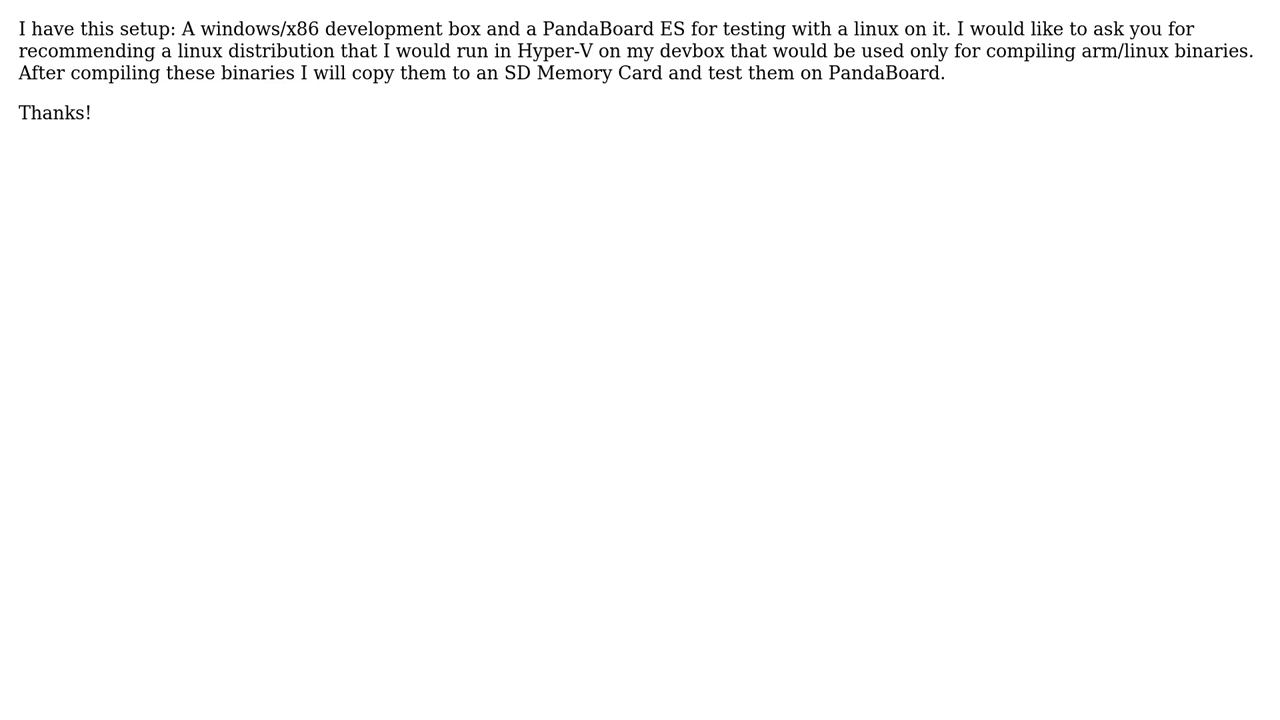 I have this setup: A windows/x86 development box and a PandaBoard ES for testing with a linux on it. I would like to ask you for
recommending a linux distribution that I would run in Hyper-V on my devbox that would be used only for compiling arm/linux binaries.
After compiling these binaries I will copy them to an SD Memory Card and test them on PandaBoard.
Thanks!